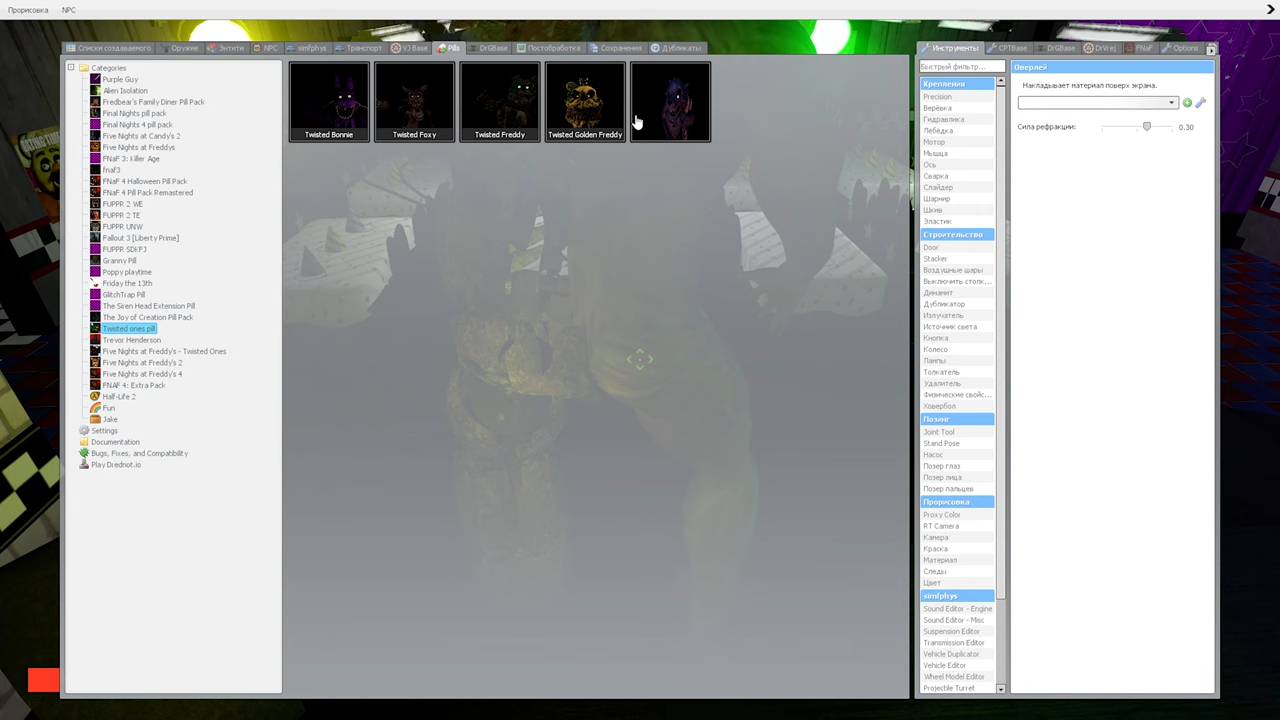 Прорисовка NPC
Списки создаваемого Оружие Энтити NPC simfphys Транспорт VJ Base Pills DrGBase Постобработка Сохранения Дубликаты
Categories
Purple Guy
Alien Isolation
Fredbear's Family Diner Pill Pack
Final Nights pill pack
Final Nights 4 pill pack
Five Nights at Candy's 2
Five Nights at Freddys
FNaF 3: Killer Age
fnaf3
FNAF 4 Halloween Pill Pack
FNAF 4 Pill Pack Remastered
FUPPR 2 WE
FUPPR 2 TE
FUPPR UNW
Fallout 3 [Liberty Prime]
FUPPR SDKFJ
Granny Pill
Poppy playtime
Friday the 13th
GlitchTrap Pill
The Siren Head Extension Pill
The Joy of Creation Pill Pack
Twisted ones pill
Trevor Henderson
Five Nights at Freddy's - Twisted Ones
Five Nights at Freddy's 2
Five Nights at Freddy's 4
FNAF 4: Extra Pack
Half-Life 2
Fun
Jake
Settings
Documentation
Bugs, Fixes, and Compatibility
Play Drednot.io
Twisted Bonnie
Twisted Foxy
Twisted Freddy
Twisted Golden Freddy
Инструменты CPTBase DrGBase DrVrej FNaF Options
Быстрый фильтр...
Крепления
Precision
Верёвка
Гидравлика
Лебёдка
Мотор
Мышца
Ось
Сварка
Слайдер
Шарнир
Шкив
Эластик
Строительство
Door
Stacker
Воздушные шары
Выключить столк...
Динамит
Дубликатор
Излучатель
Источник света
Кнопка
Колесо
Лампы
Толкатель
Удалитель
Физические свойс...
Ховербол
Позинг
Joint Tool
Stand Pose
Насос
Позер глаз
Позер лица
Позер пальцев
Прорисовка
Proxy Color
RT Camera
Камера
Краска
Материал
Следы
Цвет
simfphys
Sound Editor - Engine
Sound Editor - Misc
Suspension Editor
Transmission Editor
Vehicle Duplicator
Vehicle Editor
Wheel Model Editor
Projectile Turret
Оверлей
Накладывает материал поверх экрана.
Сила рефракции: 0.30